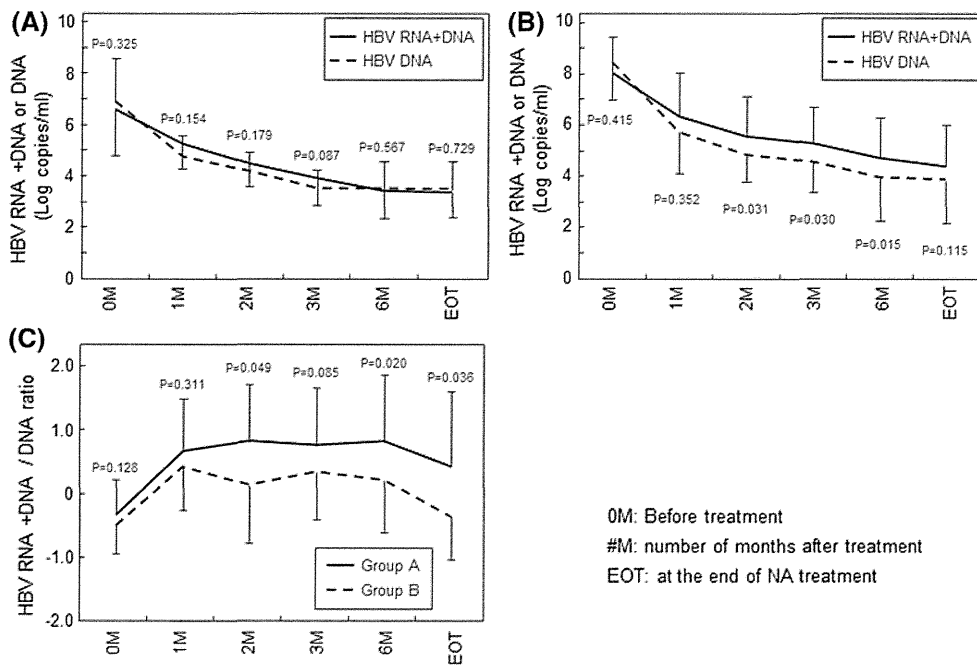 (A)
HBV RNA +DNA or DNA
(Log copies/ml)
10
8
6
4
2
0
HBV RNA+DNA
HBV DNA
P=0.325
P=0.154
P=0.179
P=0.087
P=0.567
P=0.729
0M
1M
2M
3M
6M
EOT
(B)
HBV RNA +DNA or DNA
(Log copies/ml)
10
8
6
4
2
0
HBV RNA+DNA
HBV DNA
P=0.415
P=0.352
P=0.031
P=0.030
P=0.015
P=0.115
0M
1M
2M
3M
6M
EOT
(C)
HBV RNA +DNA / DNA ratio
2.0
1.0
0
-1.0
-2.0
P=0.128
P=0.311
P=0.049
P=0.085
P=0.020
P=0.036
Group A
Group B
0M
1M
2M
3M
6M
EOT
0M: Before treatment
#M: number of months after treatment
EOT: at the end of NA treatment